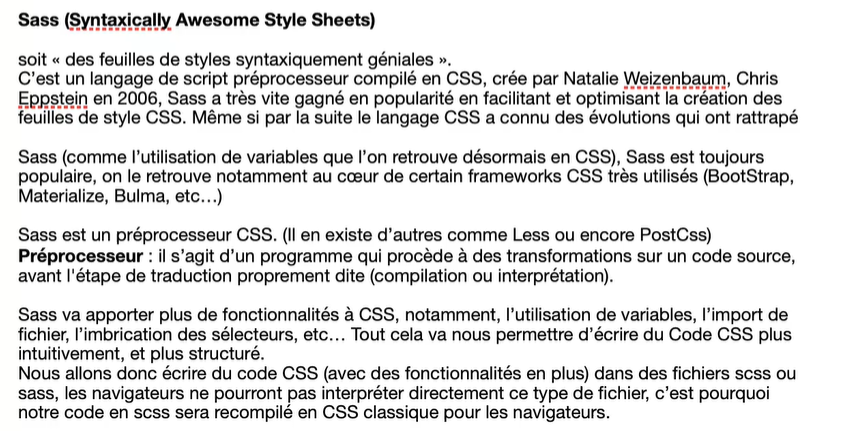 Sass (Syntaxically Awesome Style Sheets)
soit « des feuilles de styles syntaxiquement géniales ».
C’est un langage de script préprocesseur compilé en CSS, crée par Natalie Weizenbaum, Chris
Eppstein en 2006, Sass a très vite gagné en popularité en facilitant et optimisant la création des
feuilles de style CSS. Même si par la suite le langage CSS a connu des évolutions qui ont rattrapé
Sass (comme l’utilisation de variables que l’on retrouve désormais en CSS), Sass est toujours
populaire, on le retrouve notamment au cœur de certain frameworks CSS très utilisés (BootStrap,
Materialize, Bulma, etc…)
Sass est un préprocesseur CSS. (Il en existe d’autres comme Less ou encore PostCss)
Préprocesseur : il s’agit d’un programme qui procède à des transformations sur un code source,
avant l'étape de traduction proprement dite (compilation ou interprétation).
Sass va apporter plus de fonctionnalités à CSS, notamment, l’utilisation de variables, l’import de
fichier, l’imbrication des sélecteurs, etc… Tout cela va nous permettre d’écrire du Code CSS plus
intuitivement, et plus structuré.
Nous allons donc écrire du code CSS (avec des fonctionnalités en plus) dans des fichiers scss ou
sass, les navigateurs ne pourront pas interpréter directement ce type de fichier, c’est pourquoi
notre code en scss sera recompilé en CSS classique pour les navigateurs.